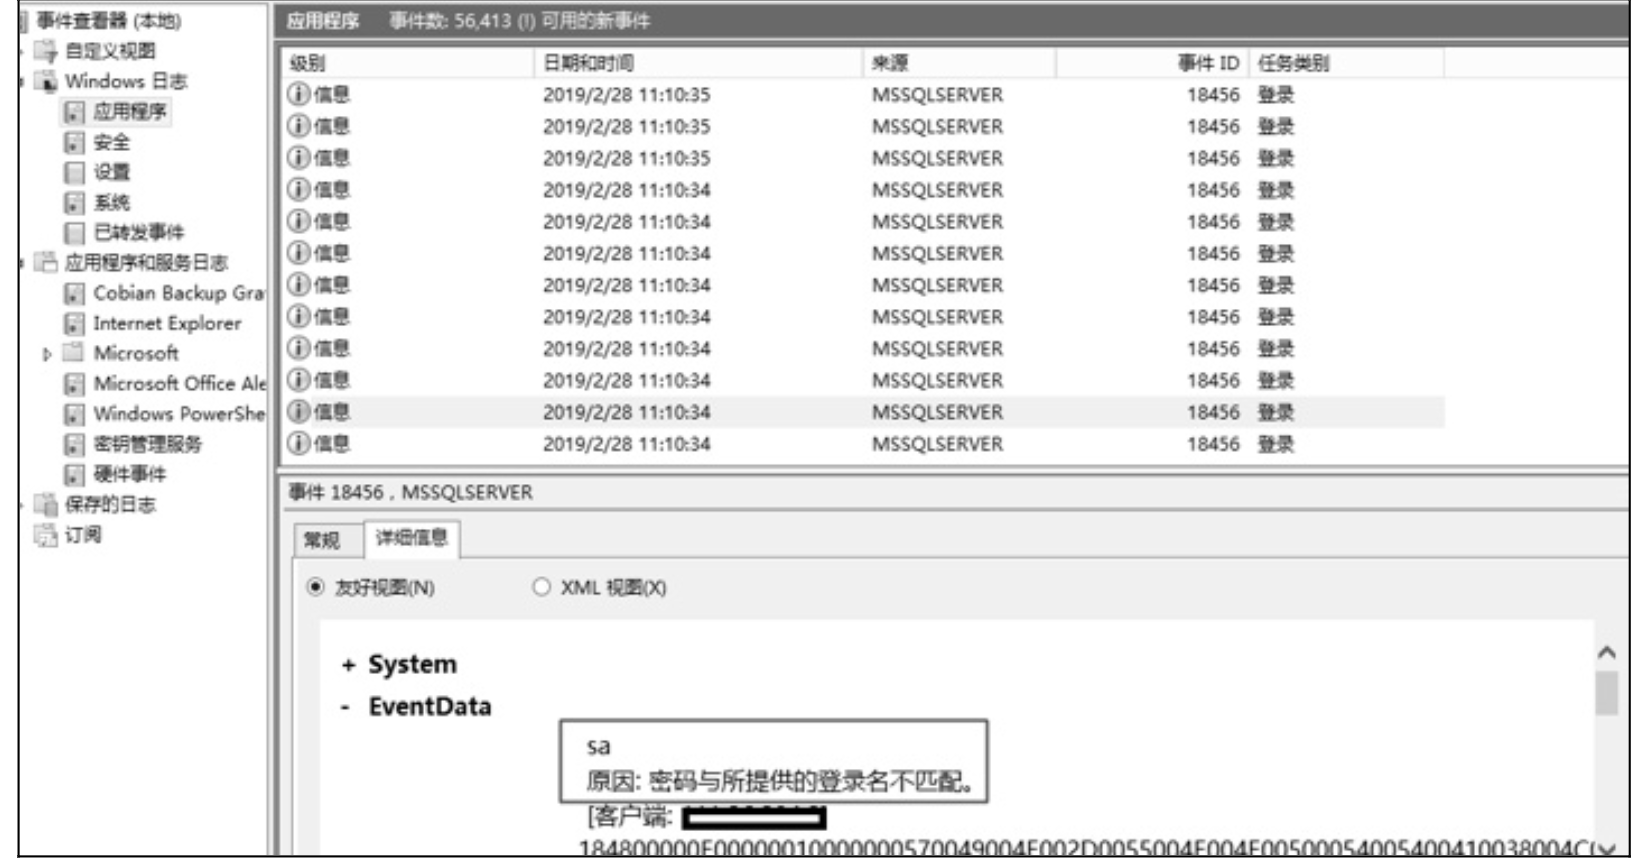 事件查看器 (本地)
自定义视图
Windows 日志
应用程序
安全
设置
系统
已转发事件
应用程序和服务日志
Cobian Backup Gra
Internet Explorer
Microsoft
Microsoft Office Ale
Windows PowerShe
密钥管理服务
硬件事件
保存的日志
订阅
应用程序 事件数: 56,413 (!) 可用的新事件
级别 日期和时间 来源 事件 ID 任务类别
信息 2019/2/28 11:10:35 MSSQLSERVER 18456 登录
信息 2019/2/28 11:10:35 MSSQLSERVER 18456 登录
信息 2019/2/28 11:10:35 MSSQLSERVER 18456 登录
信息 2019/2/28 11:10:34 MSSQLSERVER 18456 登录
信息 2019/2/28 11:10:34 MSSQLSERVER 18456 登录
信息 2019/2/28 11:10:34 MSSQLSERVER 18456 登录
信息 2019/2/28 11:10:34 MSSQLSERVER 18456 登录
信息 2019/2/28 11:10:34 MSSQLSERVER 18456 登录
信息 2019/2/28 11:10:34 MSSQLSERVER 18456 登录
信息 2019/2/28 11:10:34 MSSQLSERVER 18456 登录
信息 2019/2/28 11:10:34 MSSQLSERVER 18456 登录
信息 2019/2/28 11:10:34 MSSQLSERVER 18456 登录
事件 18456 , MSSQLSERVER
常规 详细信息
友好视图(N) XML 视图(X)
+ System
- EventData
sa
原因: 密码与所提供的登录名不匹配。
[客户端: